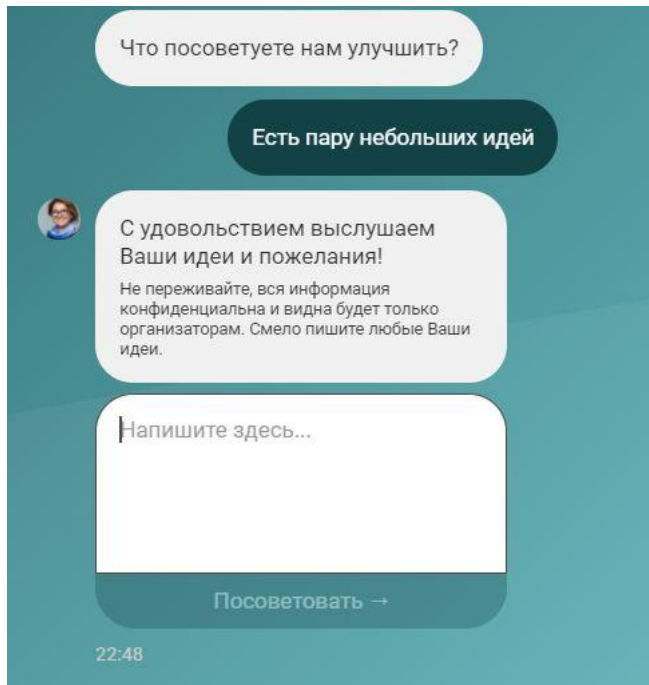 Что посоветуете нам улучшить?
Есть пару небольших идей
С удовольствием выслушаем
Ваши идеи и пожелания!
Не переживайте, вся информация
конфиденциальна и видна будет только
организаторам. Смело пишите любые Ваши
идеи.
Напишите здесь...
Посоветовать →
22:48